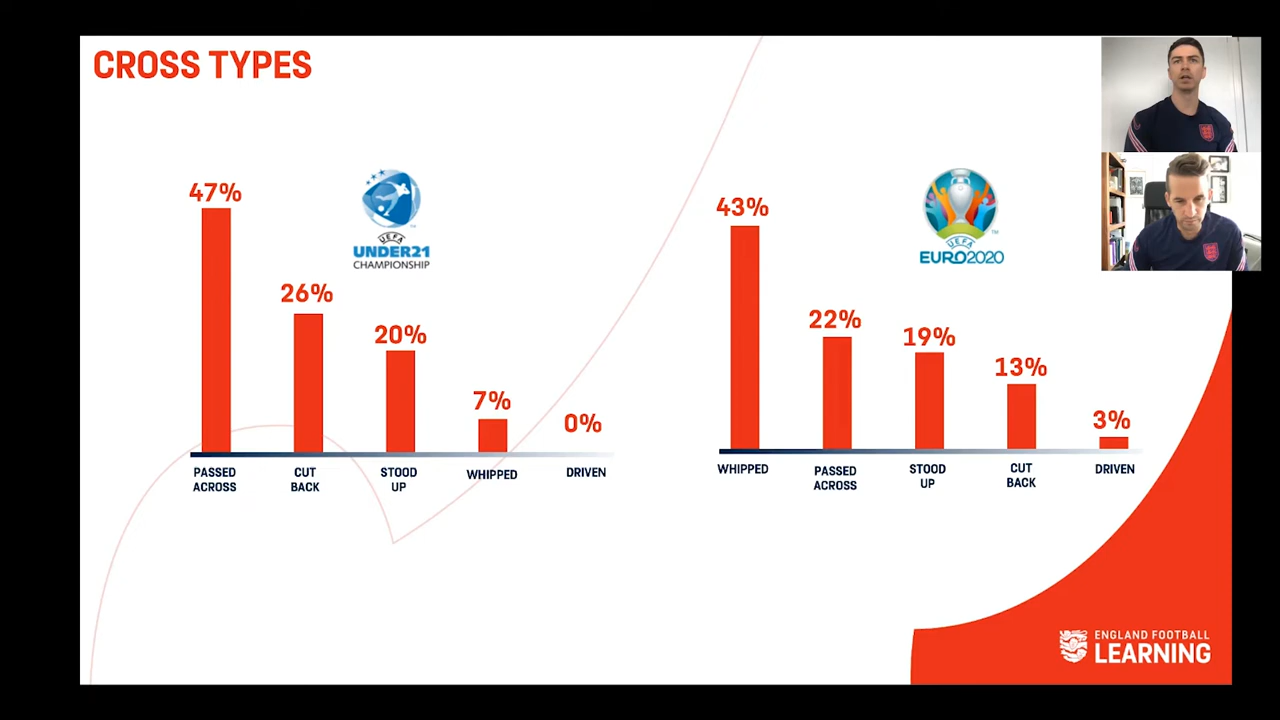 CROSS TYPES
47%
26%
20%
7%
0%
UEFA
UNDER21
CHAMPIONSHIP
PASSED
ACROSS
CUT
BACK
STOOD
UP
WHIPPED
DRIVEN
43%
22%
19%
13%
3%
UEFA
EURO2020
WHIPPED
PASSED
ACROSS
STOOD
UP
CUT
BACK
DRIVEN
ENGLAND FOOTBALL
LEARNING